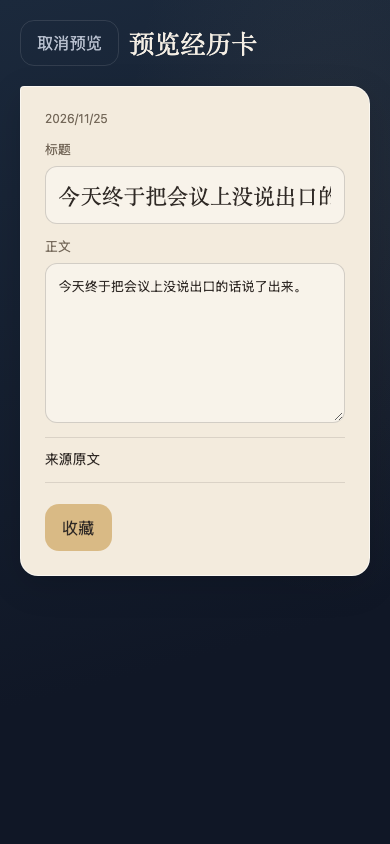 取消预览
预览经历卡
2026/11/25
标题
今天终于把会议上没说出口的
正文
今天终于把会议上没说出口的话说了出来。
来源原文
收藏